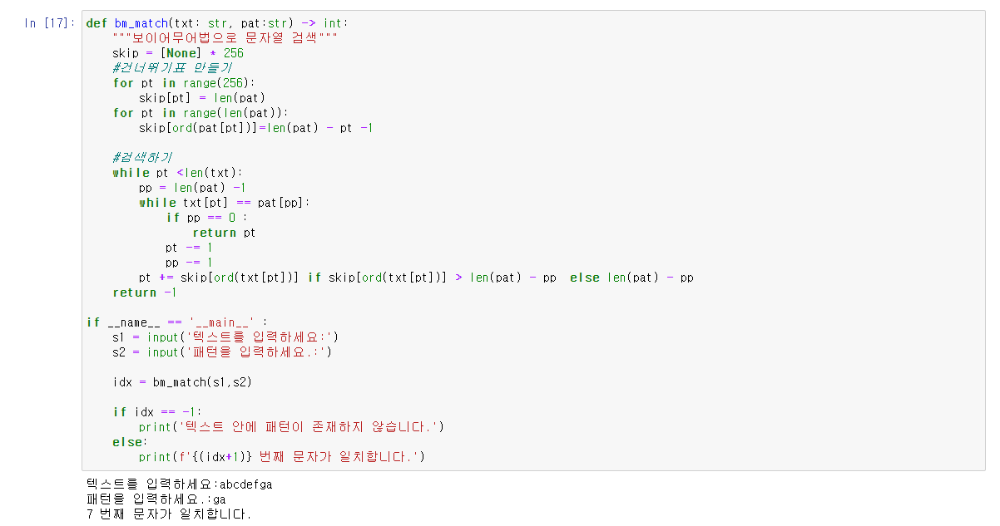 In [17]:
def bm_match(txt: str, pat:str) -> int:
    """보이어무어법으로 문자열 검색"""
    skip = [None] * 256
    #건너뛰기표 만들기
    for pt in range(256):
        skip[pt] = len(pat)
    for pt in range(len(pat)):
        skip[ord(pat[pt])]=len(pat) - pt -1
    #검색하기
    while pt <len(txt):
        pp = len(pat) -1
        while txt[pt] == pat[pp]:
            if pp == 0 :
                return pt
            pt -= 1
            pp -= 1
        pt += skip[ord(txt[pt])] if skip[ord(txt[pt])] > len(pat) - pp  else len(pat) - pp
    return -1
if __name__ == '__main__' :
    s1 = input('텍스트를 입력하세요:')
    s2 = input('패턴을 입력하세요.:')
    idx = bm_match(s1,s2)
    if idx == -1:
        print('텍스트 안에 패턴이 존재하지 않습니다.')
    else:
        print(f'{(idx+1)} 번째 문자가 일치합니다.')
텍스트를 입력하세요:abcdefga
패턴을 입력하세요.:ga
7 번째 문자가 일치합니다.